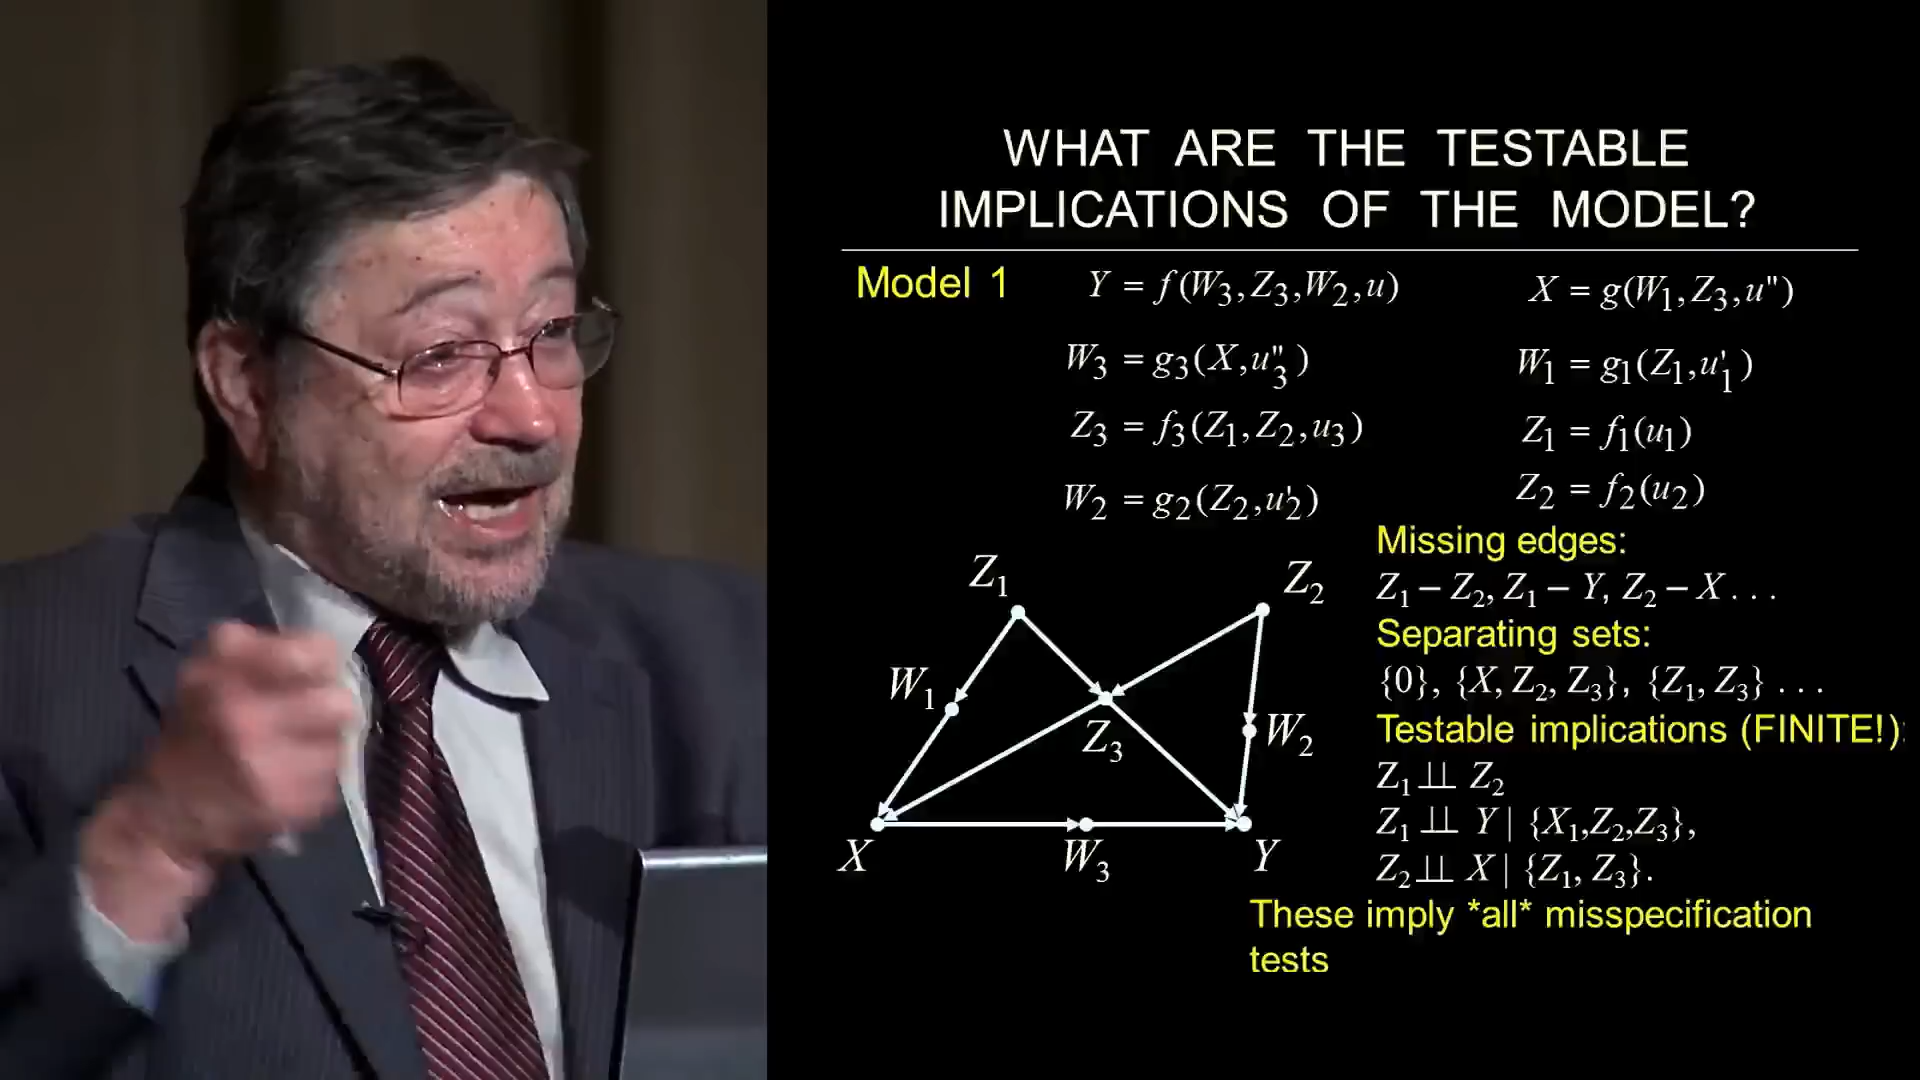 WHAT ARE THE TESTABLE
IMPLICATIONS OF THE MODEL?
Model 1
Y = f(W₃,Z₃,W₂,u)
X = g(W₁,Z₃,u")
W₃ = g₃(X,u"₃)
W₁ = g₁(Z₁,u'₁)
Z₃ = f₃(Z₁,Z₂,u₃)
Z₁ = f₁(u₁)
W₂ = g₂(Z₂,u'₂)
Z₂ = f₂(u₂)
Z₁
Z₂
W₁
Z₃
W₂
X
W₃
Y
Missing edges:
Z₁ − Z₂, Z₁ − Y, Z₂ − X . . .
Separating sets:
{0}, {X, Z₂, Z₃}, {Z₁, Z₃} . . .
Testable implications (FINITE!):
Z₁ ⫫ Z₂
Z₁ ⫫ Y | {X₁,Z₂,Z₃},
Z₂ ⫫ X | {Z₁, Z₃}.
These imply *all* misspecification
tests